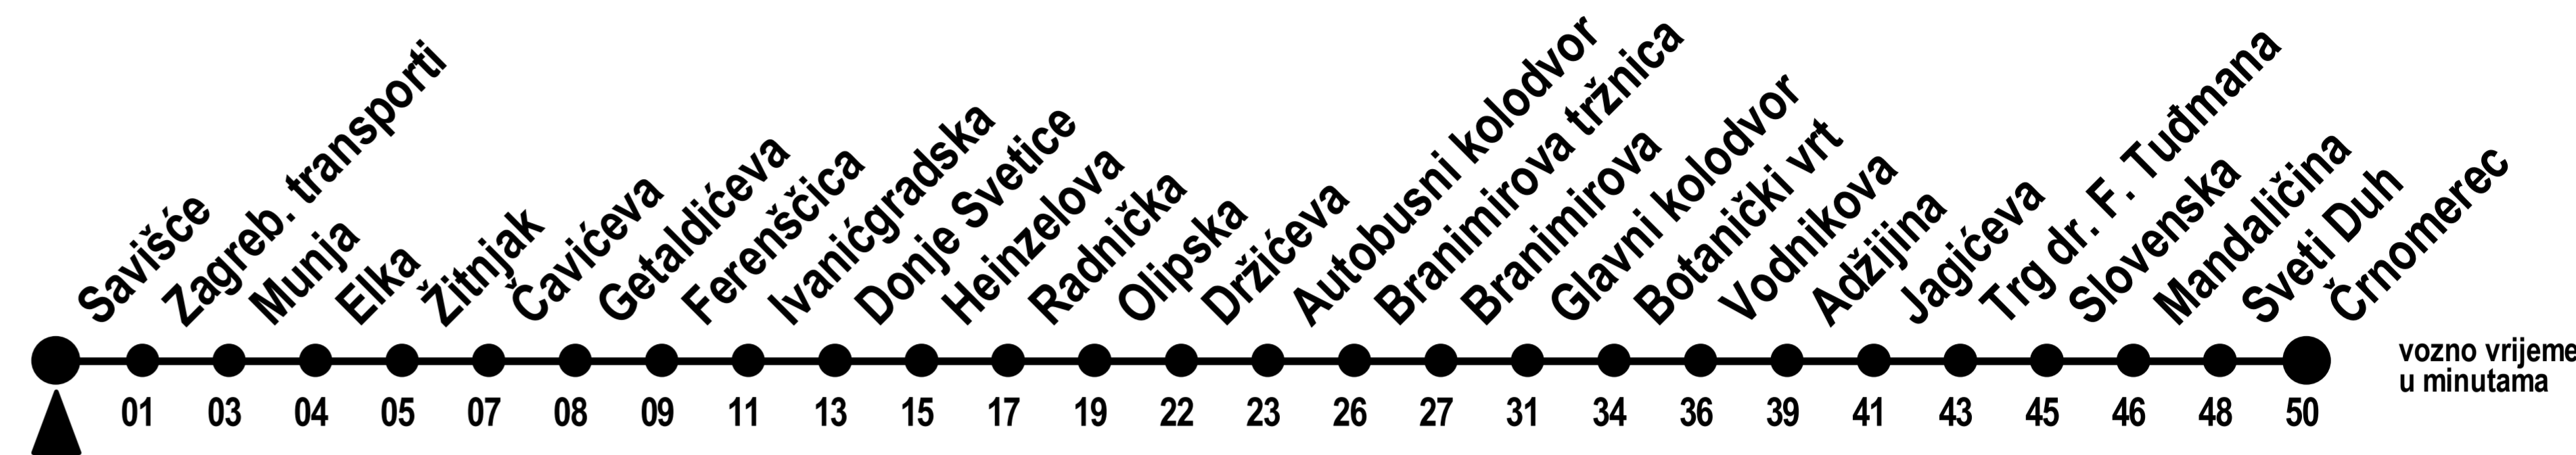 Savišće
Zagreb. transporti
Munja
Elka
Žitnjak
Čavićeva
Getaldićeva
Ferenščica
Ivanićgradska
Donje Svetice
Heinzelova
Radnička
Olipska
Držićeva
Autobusni kolodvor
Branimirova tržnica
Branimirova
Glavni kolodvor
Botanički vrt
Vodnikova
Adžijina
Jagićeva
Trg dr. F. Tuđmana
Slovenska
Mandaličina
Sveti Duh
Črnomerec
01 03 04 05 07 08 09 11 13 15 17 19 22 23 26 27 31 34 36 39 41 43 45 46 48 50
vozno vrijeme
u minutama